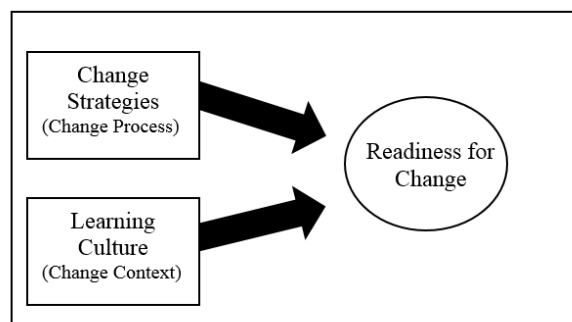 Change
Strategies
(Change Process)
Readiness for
Change
Learning
Culture
(Change Context)